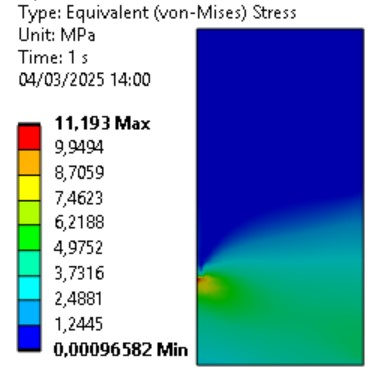 Type: Equivalent (von-Mises) Stress
Unit: MPa
Time: 1 s
04/03/2025 14:00
11,193 Max
9,9494
8,7059
7,4623
6,2188
4,9752
3,7316
2,4881
1,2445
0,00096582 Min